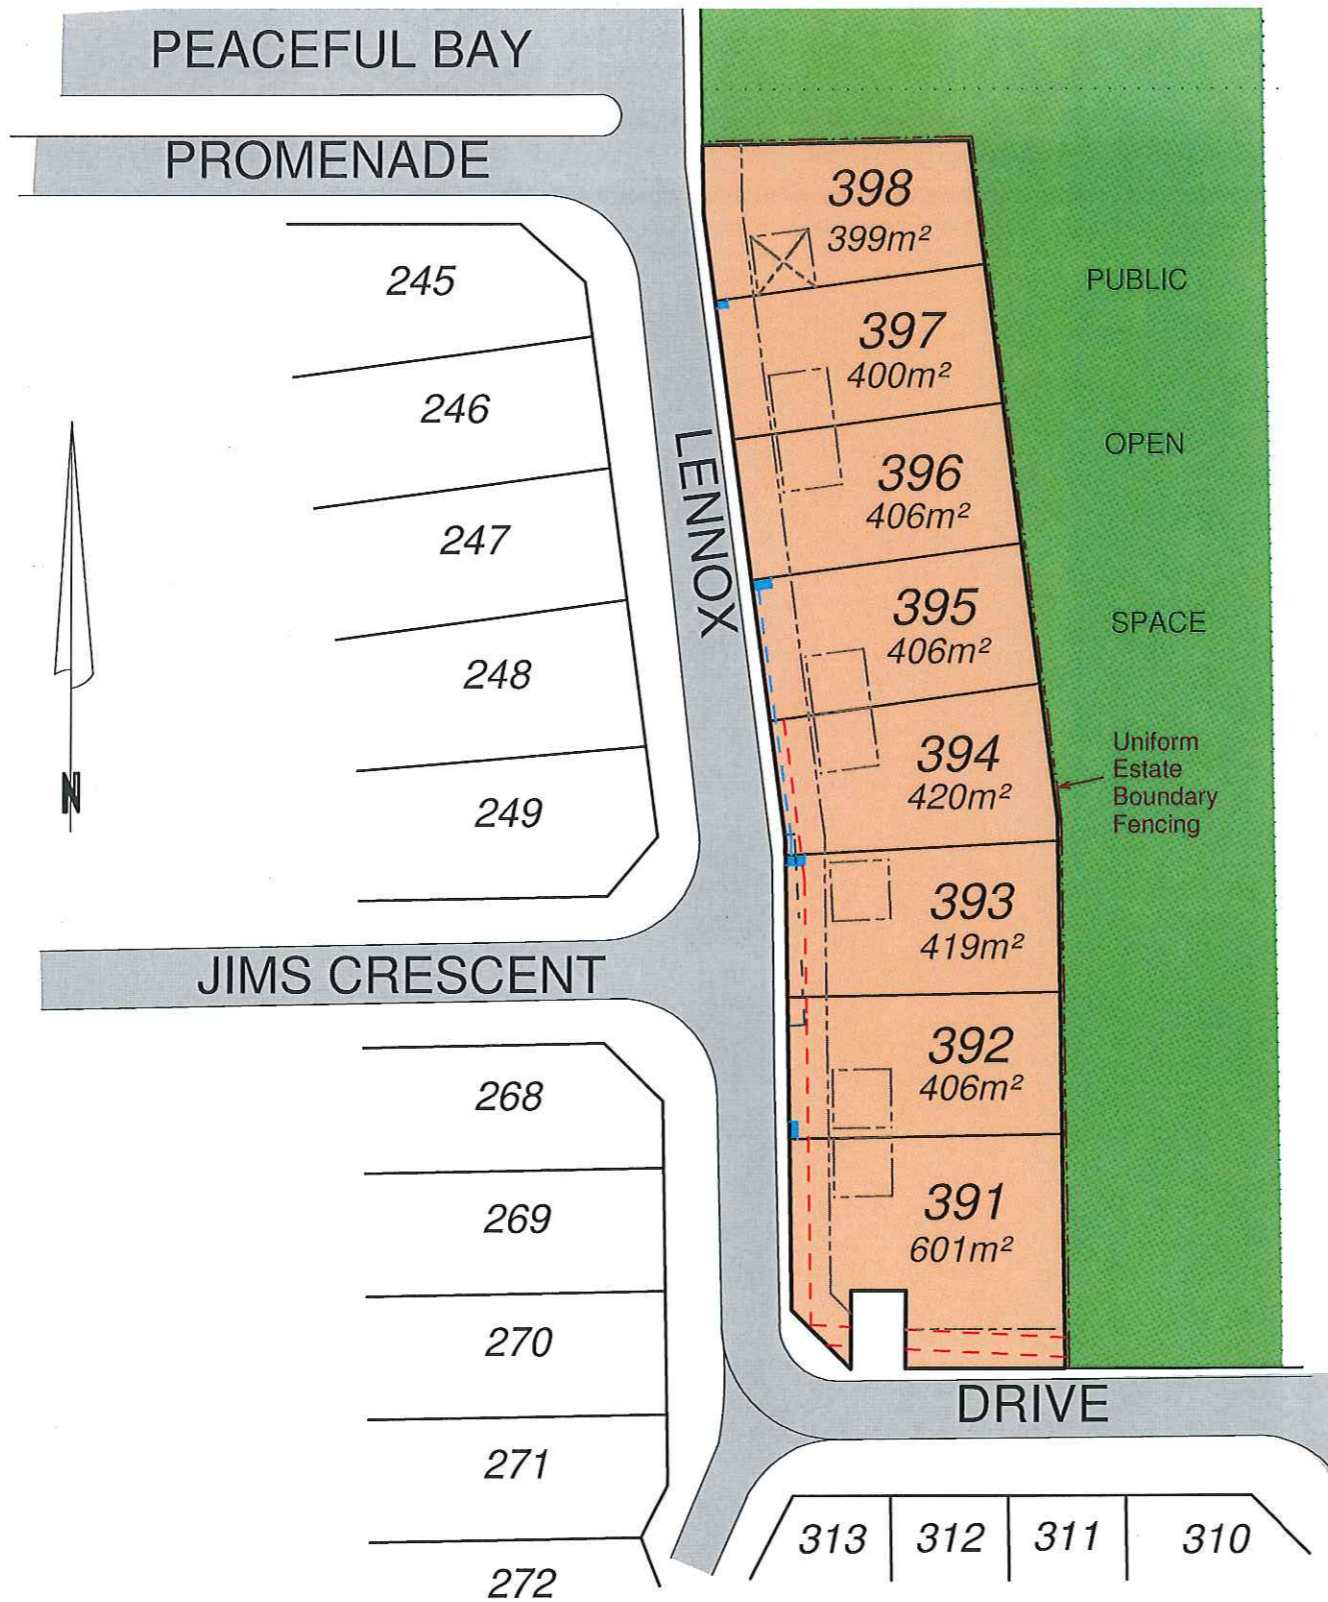 PEACEFUL BAY
PROMENADE
398
399m²
245
PUBLIC
397
400m²
246
OPEN
LENNOX
396
406m²
247
395
406m²
SPACE
248
394
420m²
Uniform
Estate
Boundary
Fencing
N
249
393
419m²
JIMS CRESCENT
392
406m²
268
391
601m²
269
270
DRIVE
271
313
312
311
310
272